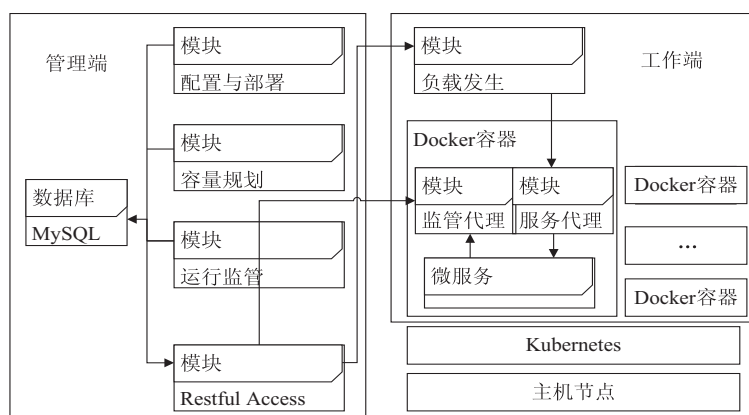 管理端
模块
配置与部署
模块
容量规划
数据库
MySQL
模块
运行监管
模块
Restful Access
工作端
模块
负载发生
Docker容器
模块
监管代理
模块
服务代理
微服务
Docker容器
...
Docker容器
Kubernetes
主机节点